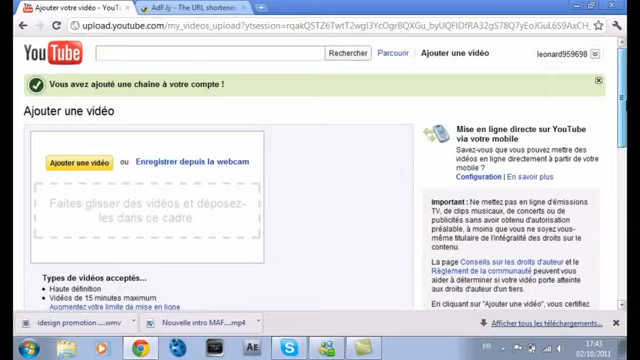 Ajouter votre vidéo - YouTu
AdF.ly - The URL shortene
upload.youtube.com/my_videos_upload?
YouTube
Rechercher
Parcourir
Ajouter une vidéo
leonard959698
Vous avez ajouté une chaîne à votre compte !
Ajouter une vidéo
Ajouter une vidéo ou Enregistrer depuis la webcam
Faites glisser des vidéos et déposez-
les dans ce cadre.
Types de vidéos acceptés...
Haute définition
Vidéos de 15 minutes maximum
Augmentez votre limite de mise en ligne
Mise en ligne directe sur YouTube
via votre mobile
Savez-vous que vous pouvez mettre des
vidéos en ligne directement à partir de votre
mobile ?
Configuration | En savoir plus
Important : Ne mettez pas en ligne d'émissions
TV, de clips musicaux, de concerts ou de
publicités sans avoir obtenu d'autorisation
préalable, à moins que vous ne soyez vous-
même titulaire de l'intégralité des droits sur le
contenu.
La page Conseils sur les droits d'auteur et le
Règlement de la communauté peuvent vous
aider à déterminer si votre vidéo porte atteinte
aux droits d'auteur d'un tiers.
En cliquant sur "Ajouter une vidéo", vous certifiez
idesign promotion ....wmv
Nouvelle intro MAF....mp4
Afficher tous les téléchargements...
AE
FR
17:43
02/10/2011